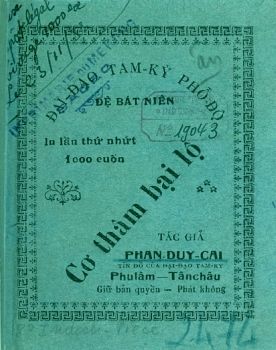 ĐẠI-ĐẠO TAM-KỲ PHỔ-ĐỘ
ĐỆ BÁT NIÊN
In lần thứ nhứt
1000 cuốn
No 19043
Cơ thảm bại lộ
TÁC GIẢ
PHAN-DUY-CAI
TÍN ĐỒ CỦA ĐẠI-ĐẠO TAM-KỲ
Phulâm—Tânchâu
Giữ bản quyền — Phát không